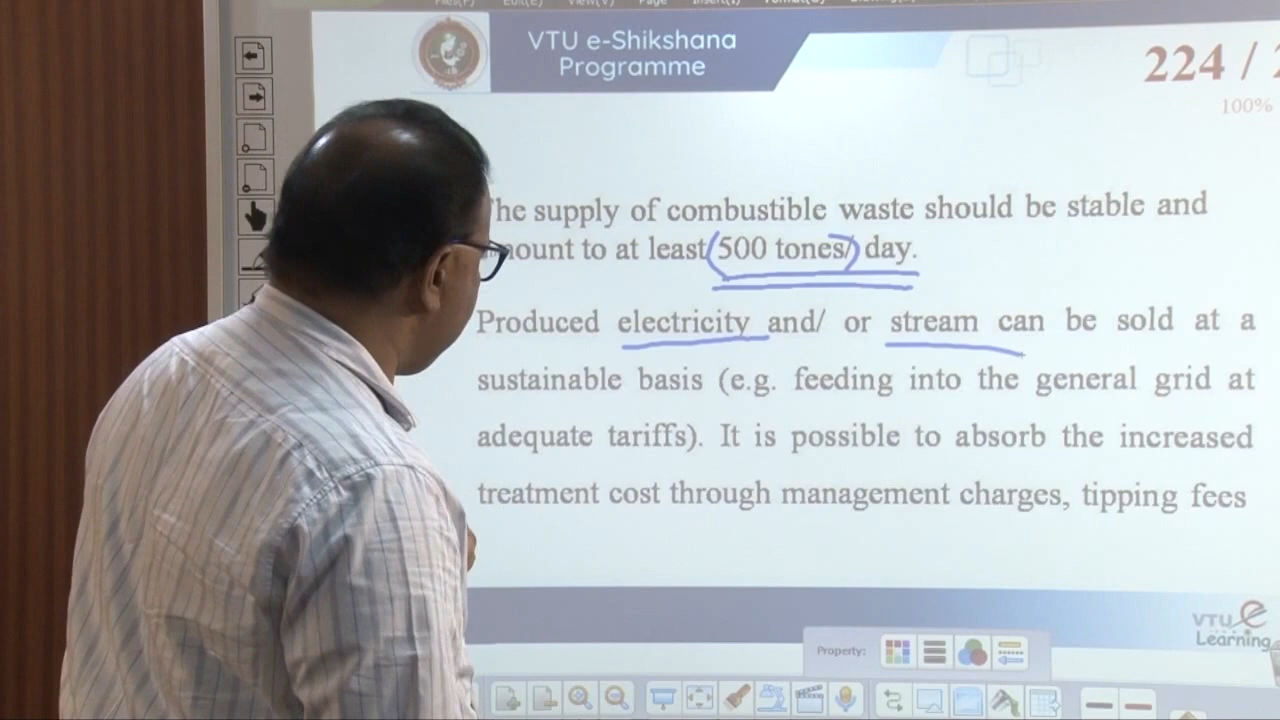 VTU e-Shikshana
Programme
224 /
100%
he supply of combustible waste should be stable and
mount to at least (500 tones/) day.
Produced electricity and/ or stream can be sold at a
sustainable basis (e.g. feeding into the general grid at
adequate tariffs). It is possible to absorb the increased
treatment cost through management charges, tipping fees
VTU e
Learning
Property: